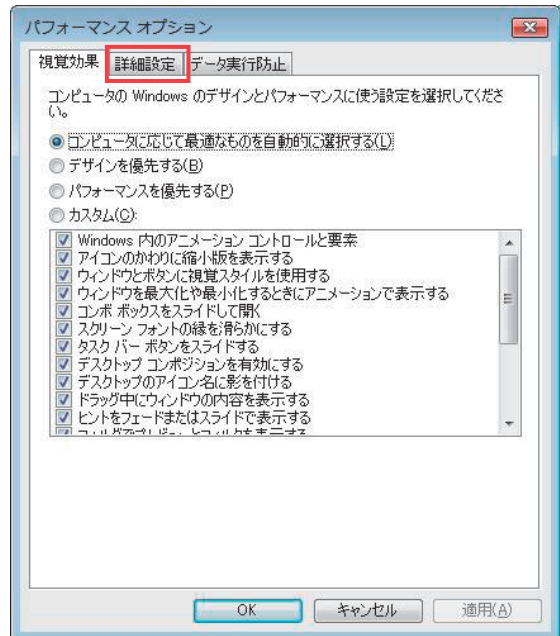 パフォーマンス オプション
視覚効果 詳細設定 データ実行防止
コンピュータの Windows のデザインとパフォーマンスに使う設定を選択してくださ
い。
コンピュータに応じて最適なものを自動的に選択する(L)
デザインを優先する(B)
パフォーマンスを優先する(P)
カスタム(C):
Windows 内のアニメーション コントロールと要素
アイコンのかわりに縮小版を表示する
ウィンドウとボタンに視覚スタイルを使用する
ウィンドウを最大化や最小化するときにアニメーションで表示する
コンボ ボックスをスライドして開く
スクリーン フォントの縁を滑らかにする
タスク バー ボタンをスライドする
デスクトップ コンポジションを有効にする
デスクトップのアイコン名に影を付ける
ドラッグ中にウィンドウの内容を表示する
ヒントをフェードまたはスライドで表示する
OK キャンセル 適用(A)